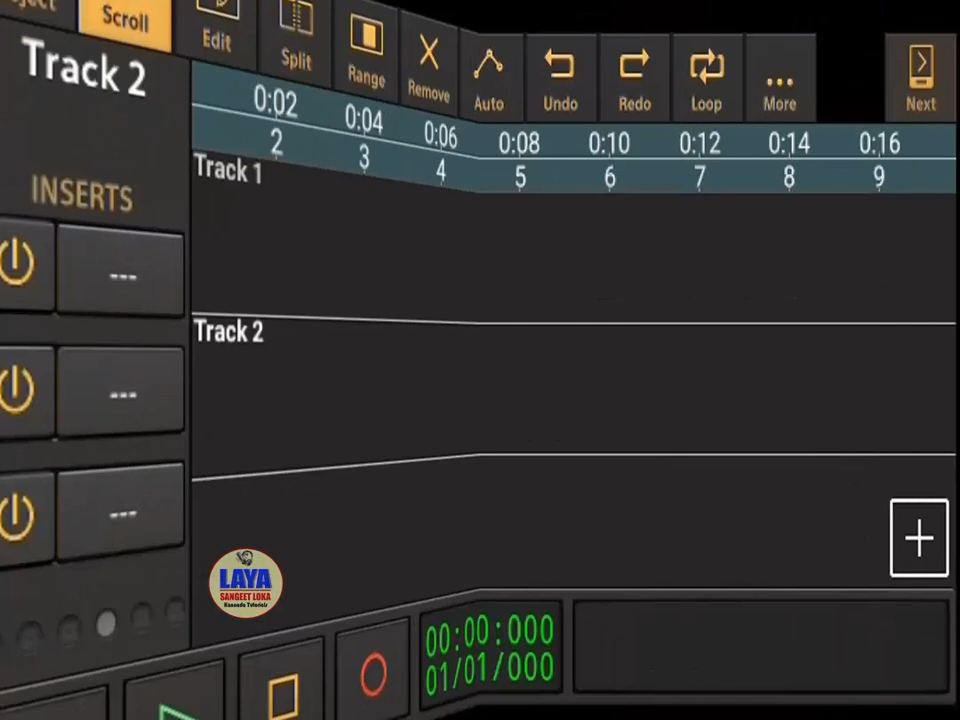 Scroll
Edit
Split
Range
Remove
Auto
Undo
Redo
Loop
More
Next
Track 2
0:02 0:04 0:06 0:08 0:10 0:12 0:14 0:16
2 3 4 5 6 7 8 9
INSERTS
Track 1
---
Track 2
---
---
LAYA
SANGEET LOKA
Kannada Tutorials
00:00:000
01/01/000